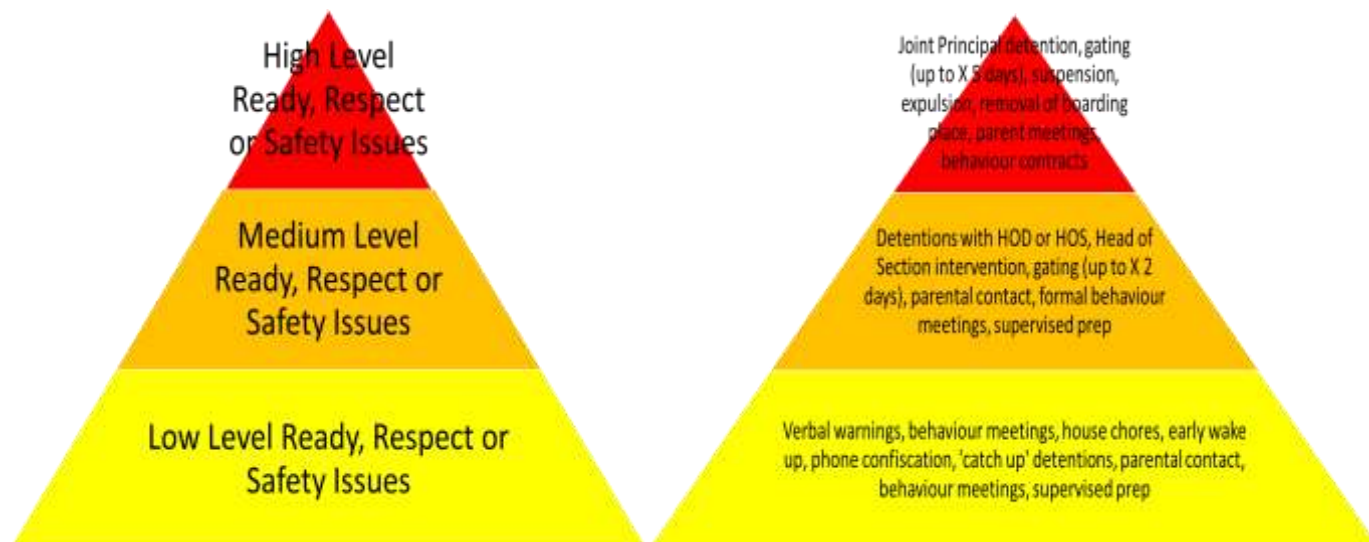 High Level
Ready, Respect
or Safety Issues
Medium Level
Ready, Respect or
Safety Issues
Low Level Ready, Respect or
Safety Issues
Joint Principal detention, gating
(up to X 5 days), suspension,
expulsion, removal of boarding
place, parent meetings,
behaviour contracts
Detentions with HOD or HOS, Head of
Section intervention, gating (up to X 2
days), parental contact, formal behaviour
meetings, supervised prep
Verbal warnings, behaviour meetings, house chores, early wake
up, phone confiscation, 'catch up' detentions, parental contact,
behaviour meetings, supervised prep